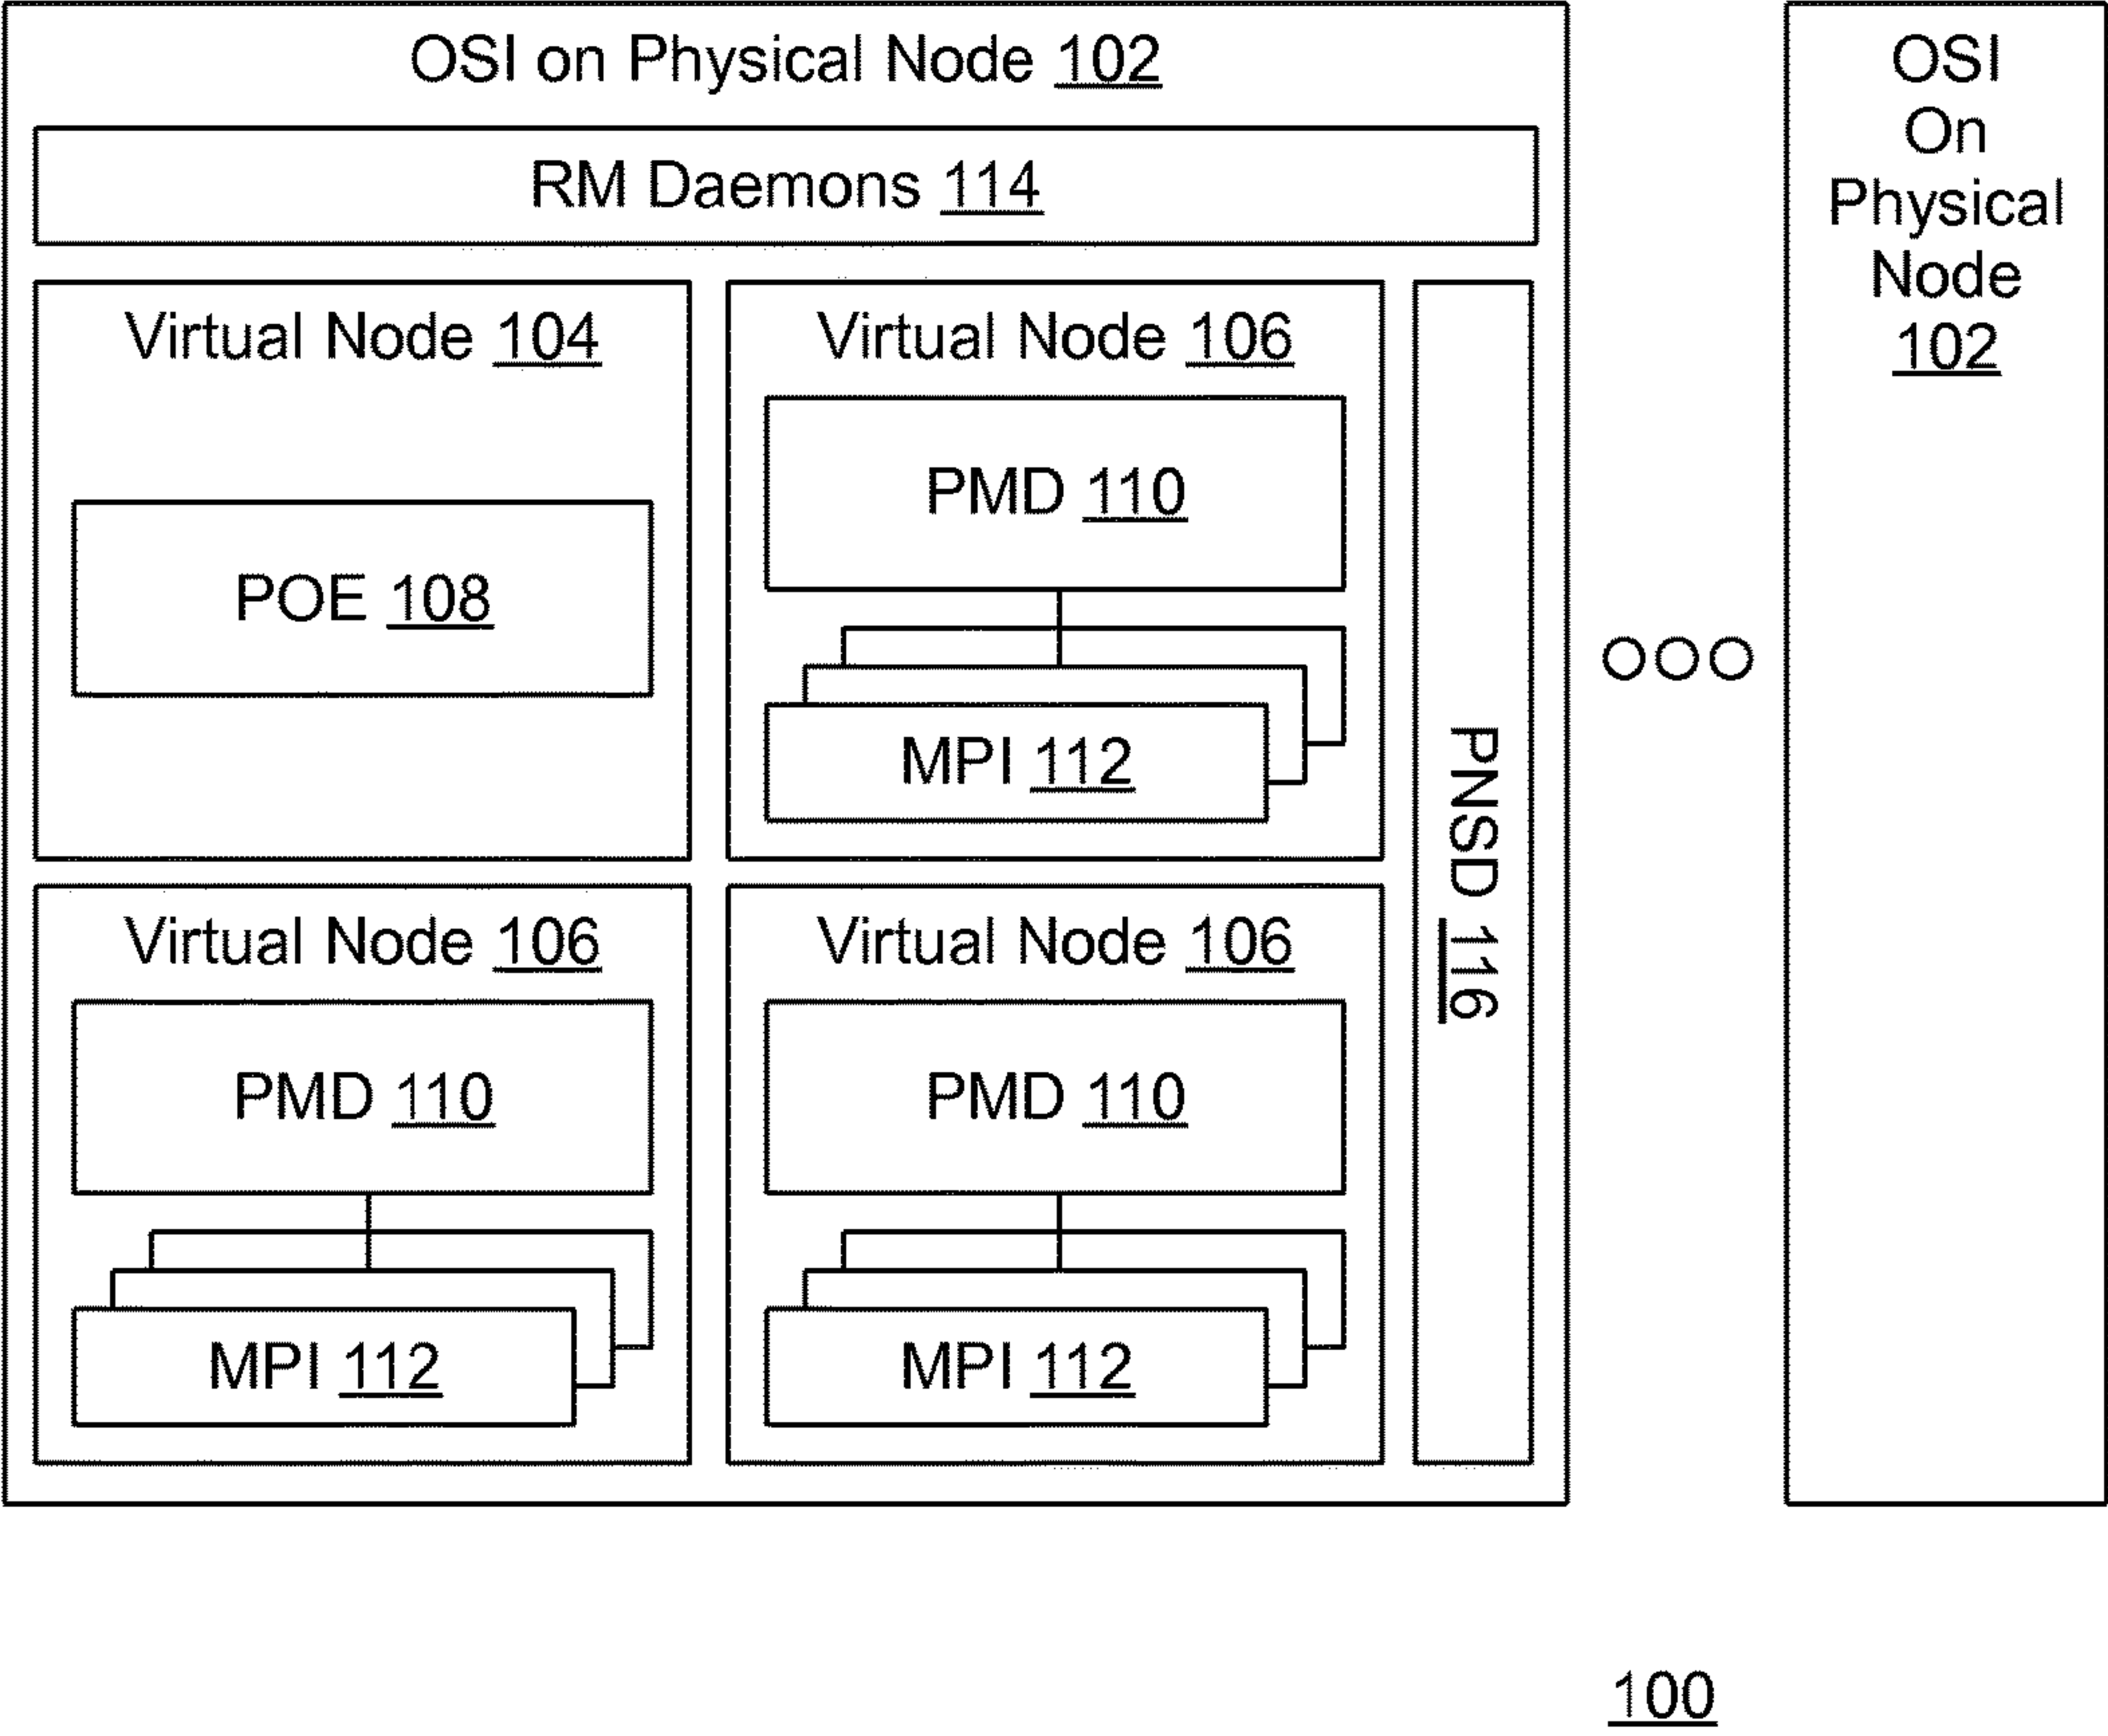 OSI on Physical Node 102
RM Daemons 114
Virtual Node 104
POE 108
Virtual Node 106
PMD 110
MPI 112
Virtual Node 106
PMD 110
MPI 112
Virtual Node 106
PMD 110
MPI 112
PNSD 116
OSI
On
Physical
Node
102
100